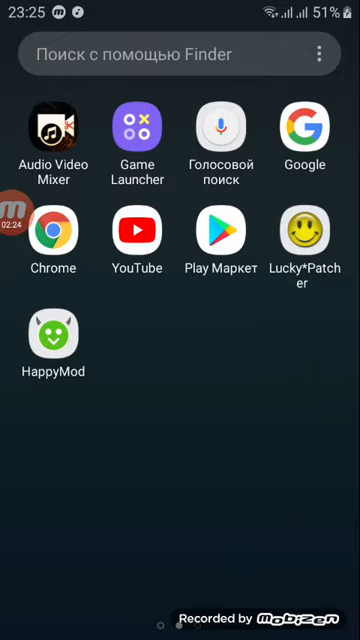 23:25
51%
Поиск с помощью Finder
Audio Video
Mixer
Game
Launcher
Голосовой
поиск
Google
02:24
Chrome
YouTube
Play Маркет
Lucky*Patch
er
HappyMod
Recorded by mobizen